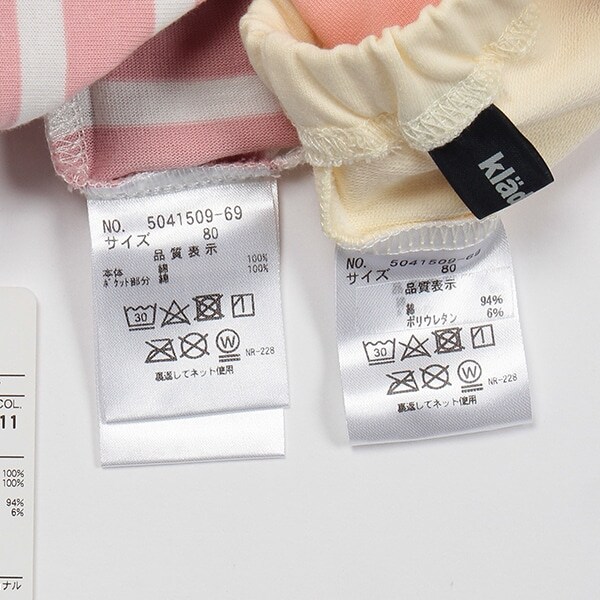 NO. 5041509-69
サイズ 80
品質表示
本体 綿 100%
ポケット部分 綿 100%
30
W
NR-228
裏返してネット使用
kläd
NO. 5041509-69
サイズ 80
品質表示
綿 94%
ポリウレタン 6%
30
W
NR-228
裏返してネット使用
COL.
11
100%
100%
94%
6%
ナル